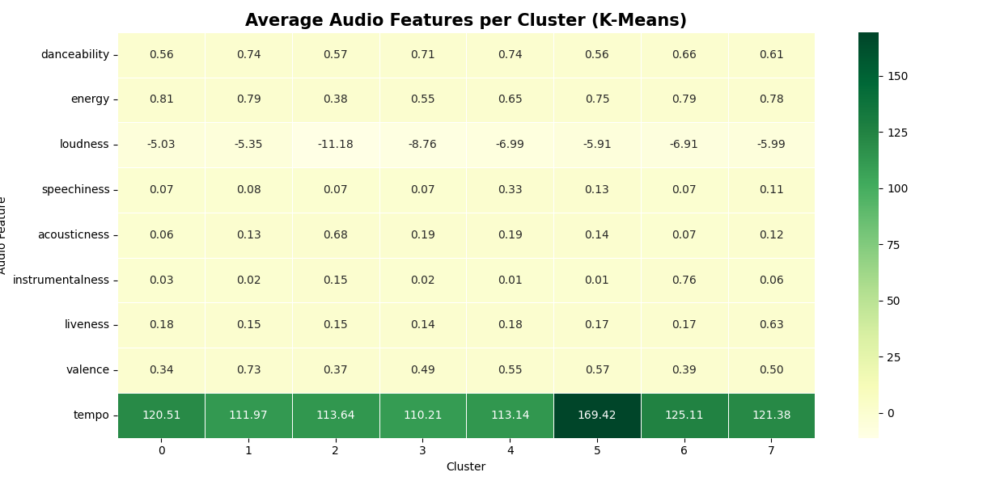 Average Audio Features per Cluster (K-Means)
danceability 0.56 0.74 0.57 0.71 0.74 0.56 0.66 0.61
energy 0.81 0.79 0.38 0.55 0.65 0.75 0.79 0.78
loudness -5.03 -5.35 -11.18 -8.76 -6.99 -5.91 -6.91 -5.99
speechiness 0.07 0.08 0.07 0.07 0.33 0.13 0.07 0.11
acousticness 0.06 0.13 0.68 0.19 0.19 0.14 0.07 0.12
instrumentalness 0.03 0.02 0.15 0.02 0.01 0.01 0.76 0.06
liveness 0.18 0.15 0.15 0.14 0.18 0.17 0.17 0.63
valence 0.34 0.73 0.37 0.49 0.55 0.57 0.39 0.50
tempo 120.51 111.97 113.64 110.21 113.14 169.42 125.11 121.38
0 1 2 3 4 5 6 7
Cluster
Audio Feature
150
125
100
75
50
25
0